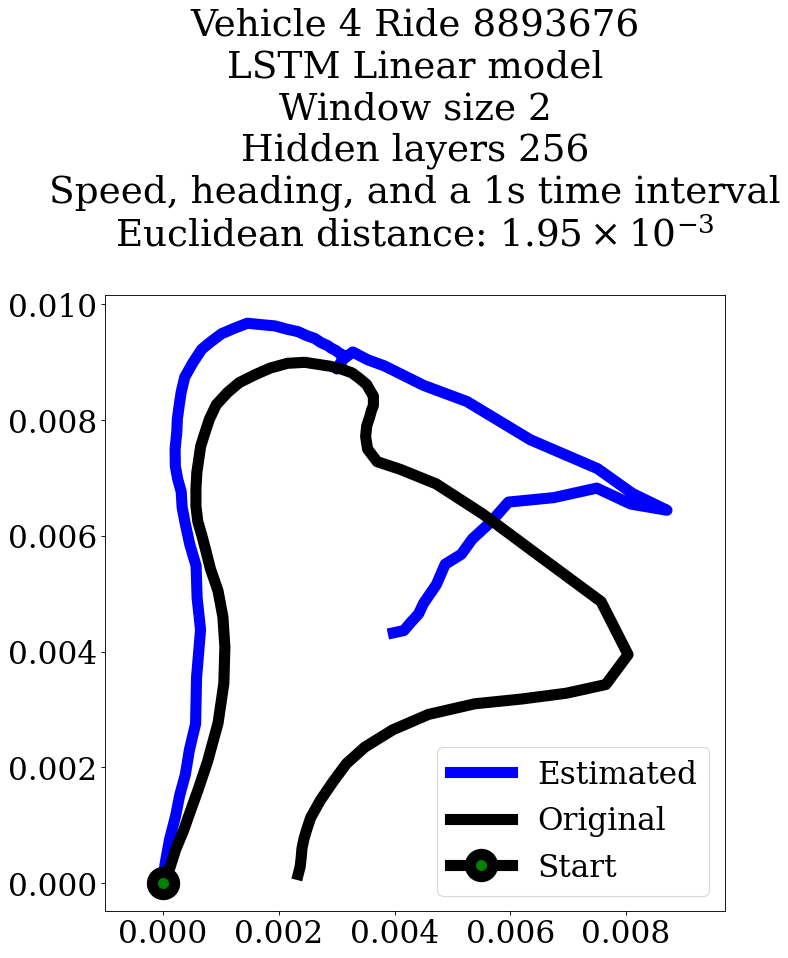 Vehicle 4 Ride 8893676
LSTM Linear model
Window size 2
Hidden layers 256
Speed, heading, and a 1s time interval
Euclidean distance: 1.95 × 10⁻³
0.010
0.008
0.006
0.004
0.002
0.000
Estimated
Original
Start
0.000 0.002 0.004 0.006 0.008